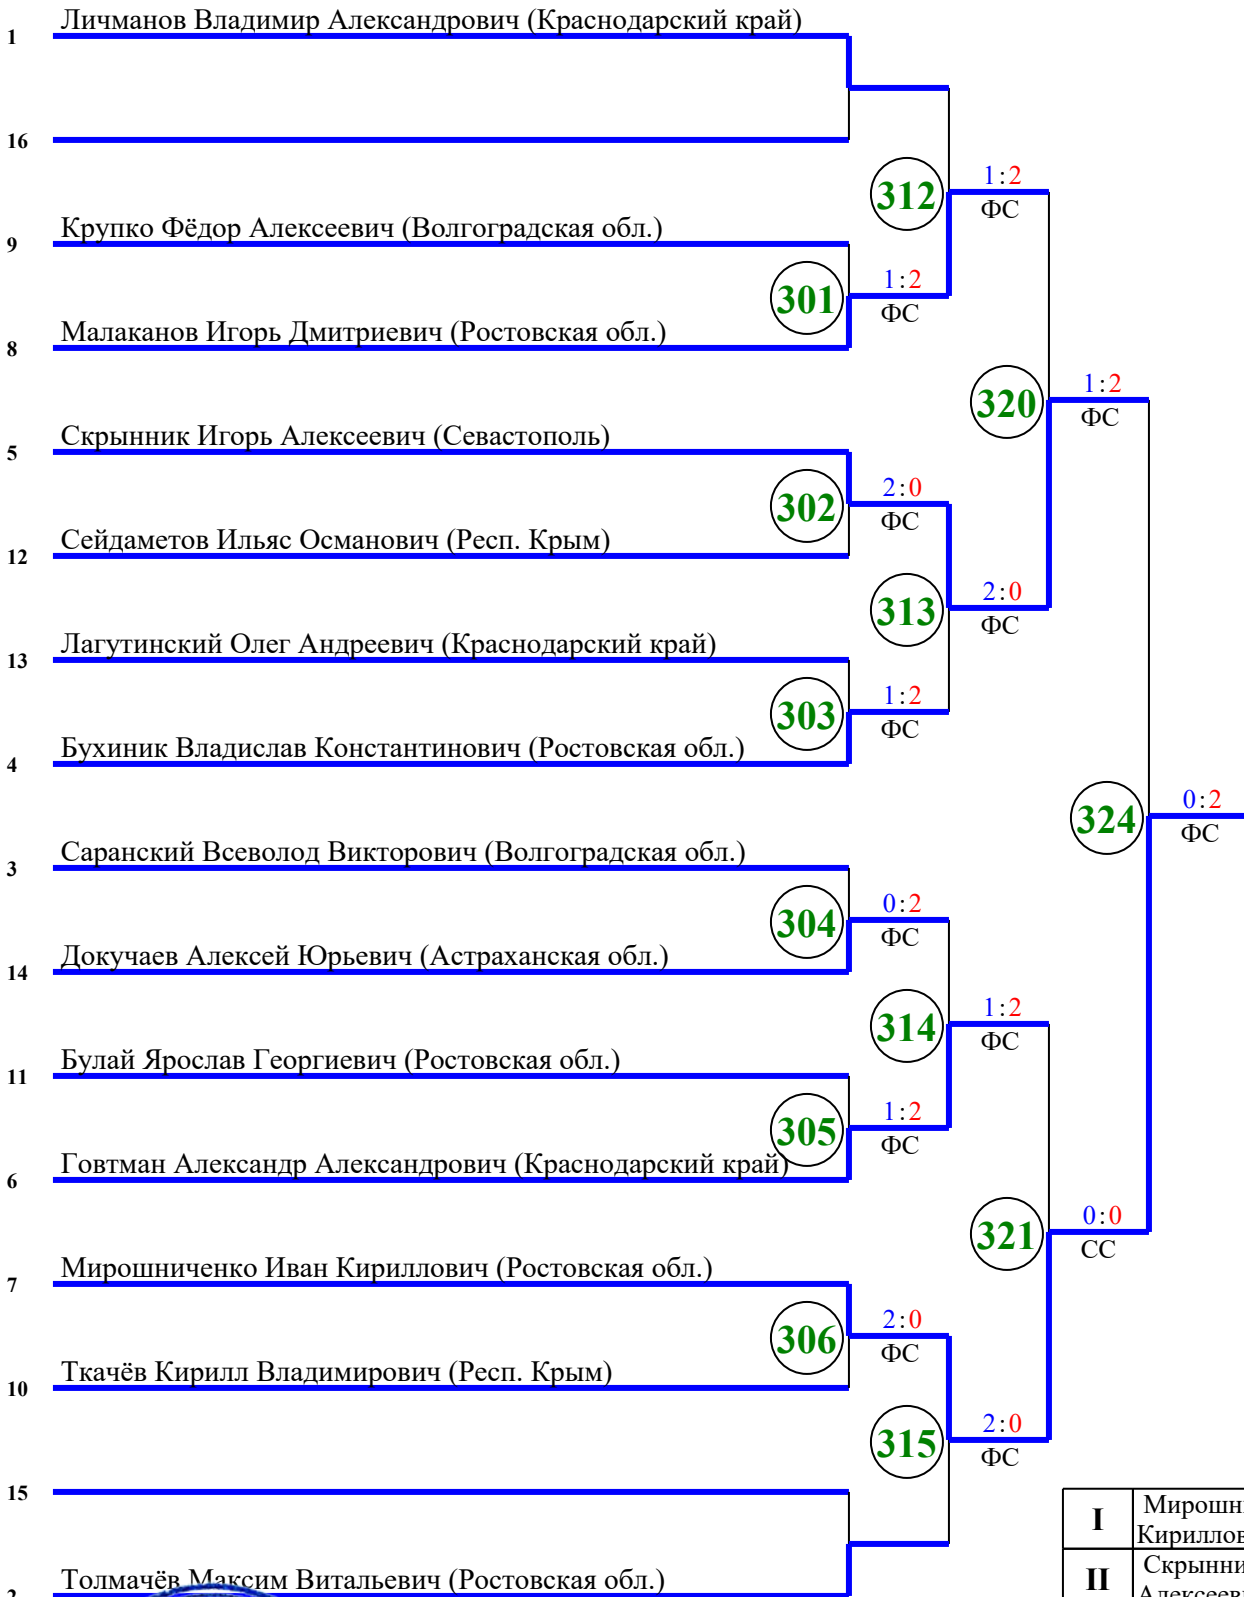 Личманов Владимир Александрович (Краснодарский край)
1
16
312
1:2
ФС
Крупко Фёдор Алексеевич (Волгоградская обл.)
9
301
1:2
ФС
Малаканов Игорь Дмитриевич (Ростовская обл.)
8
320
1:2
ФС
Скрынник Игорь Алексеевич (Севастополь)
5
302
2:0
ФС
Сейдаметов Ильяс Османович (Респ. Крым)
12
313
2:0
ФС
Лагутинский Олег Андреевич (Краснодарский край)
13
303
1:2
ФС
Бухиник Владислав Константинович (Ростовская обл.)
4
324
0:2
ФС
Саранский Всеволод Викторович (Волгоградская обл.)
3
304
0:2
ФС
Докучаев Алексей Юрьевич (Астраханская обл.)
14
314
1:2
ФС
Булай Ярослав Георгиевич (Ростовская обл.)
11
305
1:2
ФС
Говтман Александр Александрович (Краснодарский край)
6
321
0:0
СС
Мирошниченко Иван Кириллович (Ростовская обл.)
7
306
2:0
ФС
Ткачёв Кирилл Владимирович (Респ. Крым)
10
315
2:0
ФС
15
I
Толмачёв Максим Витальевич (Ростовская обл.)
II